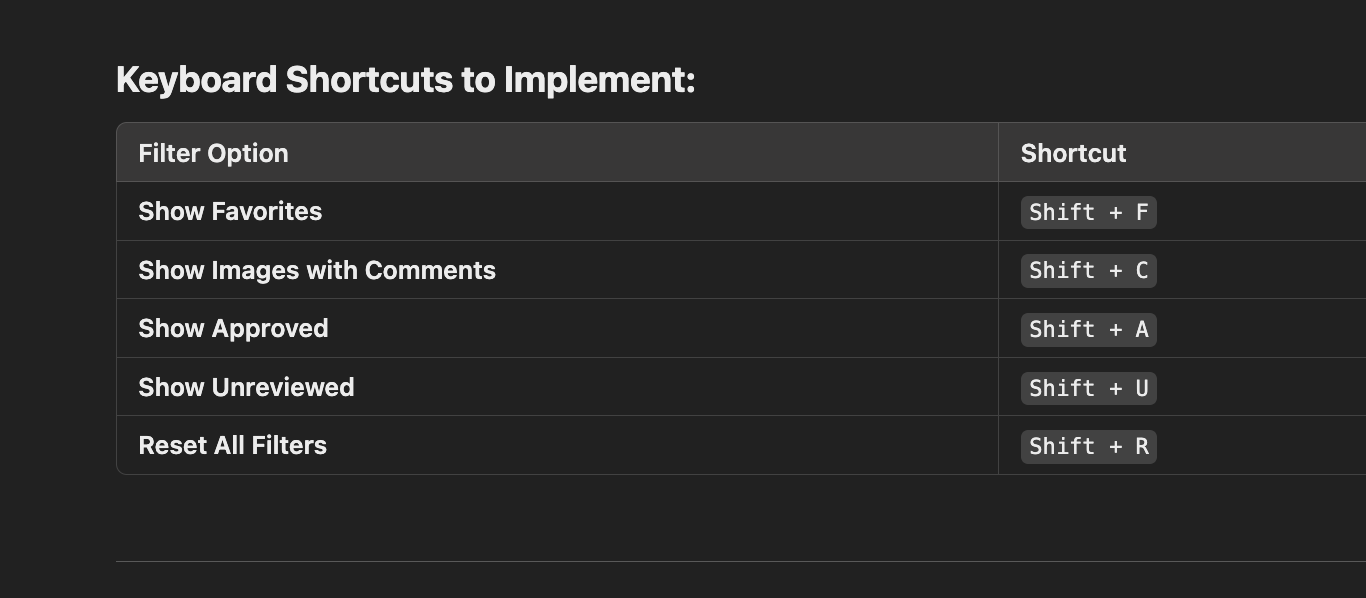 Keyboard Shortcuts to Implement:
Filter Option Shortcut
Show Favorites Shift + F
Show Images with Comments Shift + C
Show Approved Shift + A
Show Unreviewed Shift + U
Reset All Filters Shift + R